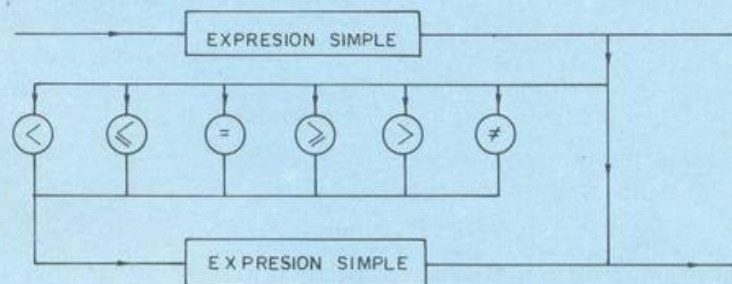 EXPRESION SIMPLE
< ≤ = ≥ > ≠
EXPRESION SIMPLE